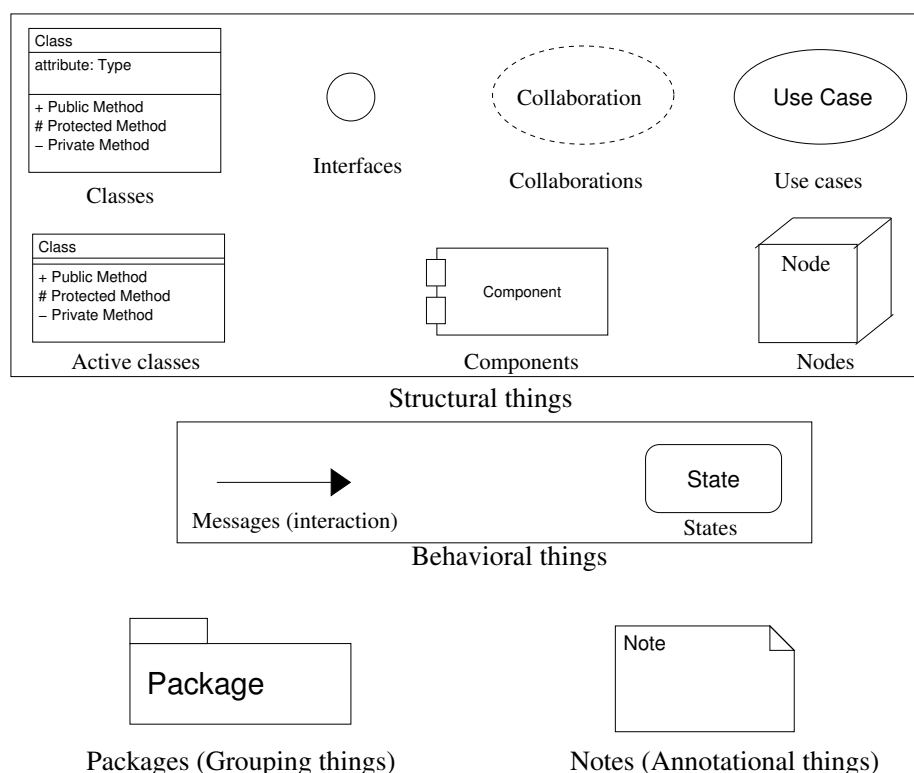 Class
attribute: Type
+ Public Method
# Protected Method
– Private Method
Classes
Interfaces
Collaboration
Collaborations
Use Case
Use cases
Class
+ Public Method
# Protected Method
– Private Method
Active classes
Component
Components
Node
Nodes
Structural things
Messages (interaction)
State
States
Behavioral things
Package
Packages (Grouping things)
Note
Notes (Annotational things)